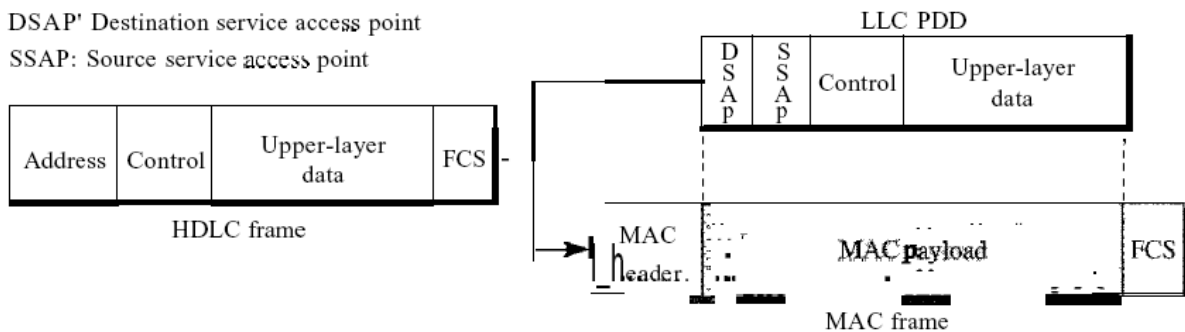 DSAP' Destination service access point
SSAP: Source service access point
LLC PDD
D
S
S
S
A
A
p
p
Control
Upper-layer
data
Address
Control
Upper-layer
data
FCS
HDLC frame
MAC
header.
MAC payload
FCS
MAC frame